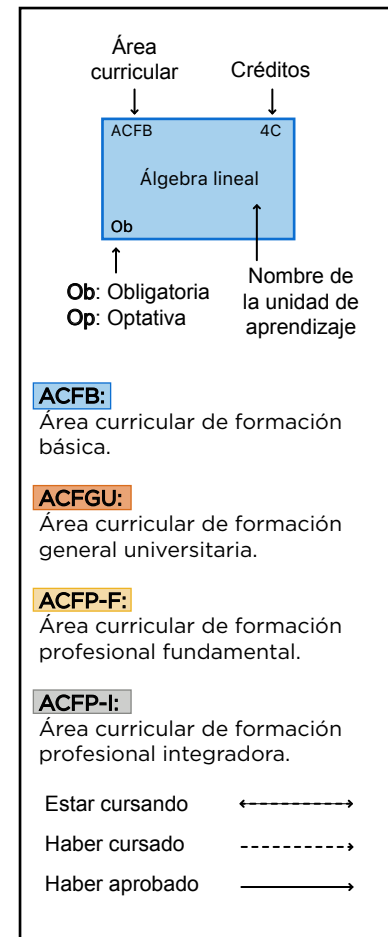 Área
curricular
Créditos
ACFB 4C
Álgebra lineal
Ob
Ob: Obligatoria
Op: Optativa
Nombre de
la unidad de
aprendizaje
ACFB:
Área curricular de formación
básica.
ACFGU:
Área curricular de formación
general universitaria.
ACFP-F:
Área curricular de formación
profesional fundamental.
ACFP-I:
Área curricular de formación
profesional integradora.
Estar cursando
Haber cursado
Haber aprobado